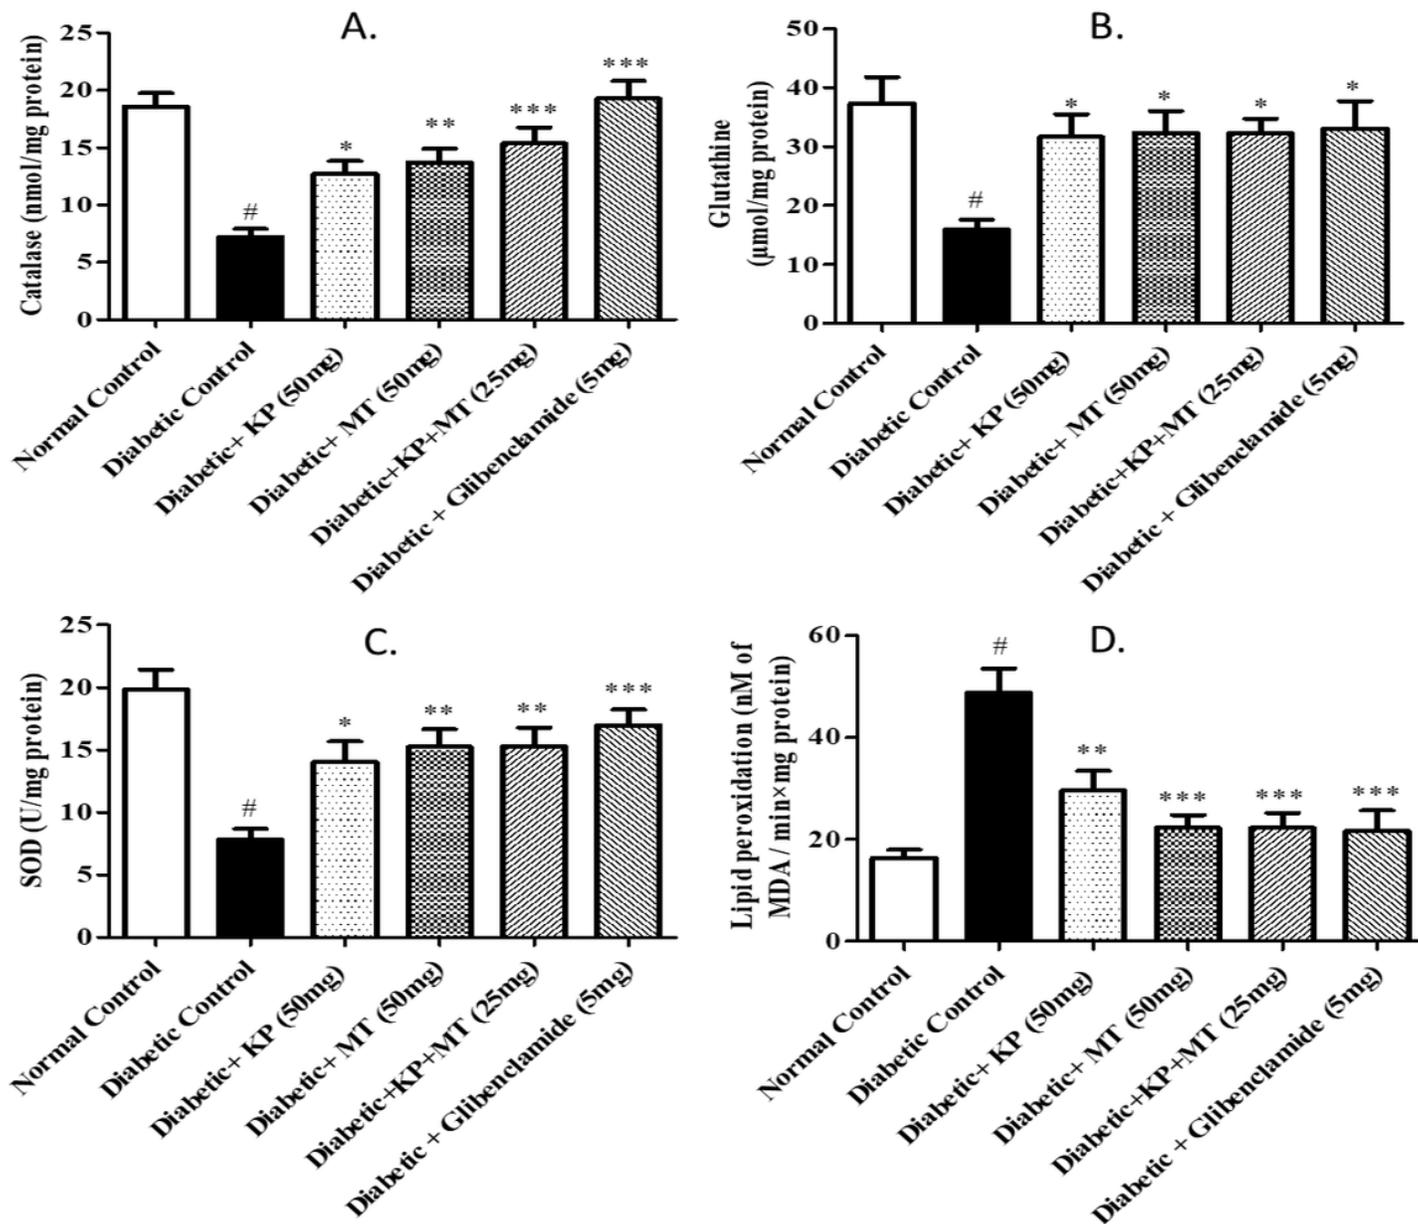 A.
Catalase (nmol/mg protein)
25
20
15
10
5
0
#
*
**
***
***
Normal Control
Diabetic Control
Diabetic+ KP (50mg)
Diabetic+ MT (50mg)
Diabetic+KP+MT (25mg)
Diabetic + Glibenclamide (5mg)
B.
Glutathine
(µmol/mg protein)
50
40
30
20
10
0
#
*
*
*
*
Normal Control
Diabetic Control
Diabetic+ KP (50mg)
Diabetic+ MT (50mg)
Diabetic+KP+MT (25mg)
Diabetic + Glibenclamide (5mg)
C.
SOD (U/mg protein)
25
20
15
10
5
0
#
*
**
**
***
Normal Control
Diabetic Control
Diabetic+ KP (50mg)
Diabetic+ MT (50mg)
Diabetic+KP+MT (25mg)
Diabetic + Glibenclamide (5mg)
D.
Lipid peroxidation (nM of
MDA / min×mg protein)
60
40
20
0
#
**
***
***
***
Normal Control
Diabetic Control
Diabetic+ KP (50mg)
Diabetic+ MT (50mg)
Diabetic+KP+MT (25mg)
Diabetic + Glibenclamide (5mg)